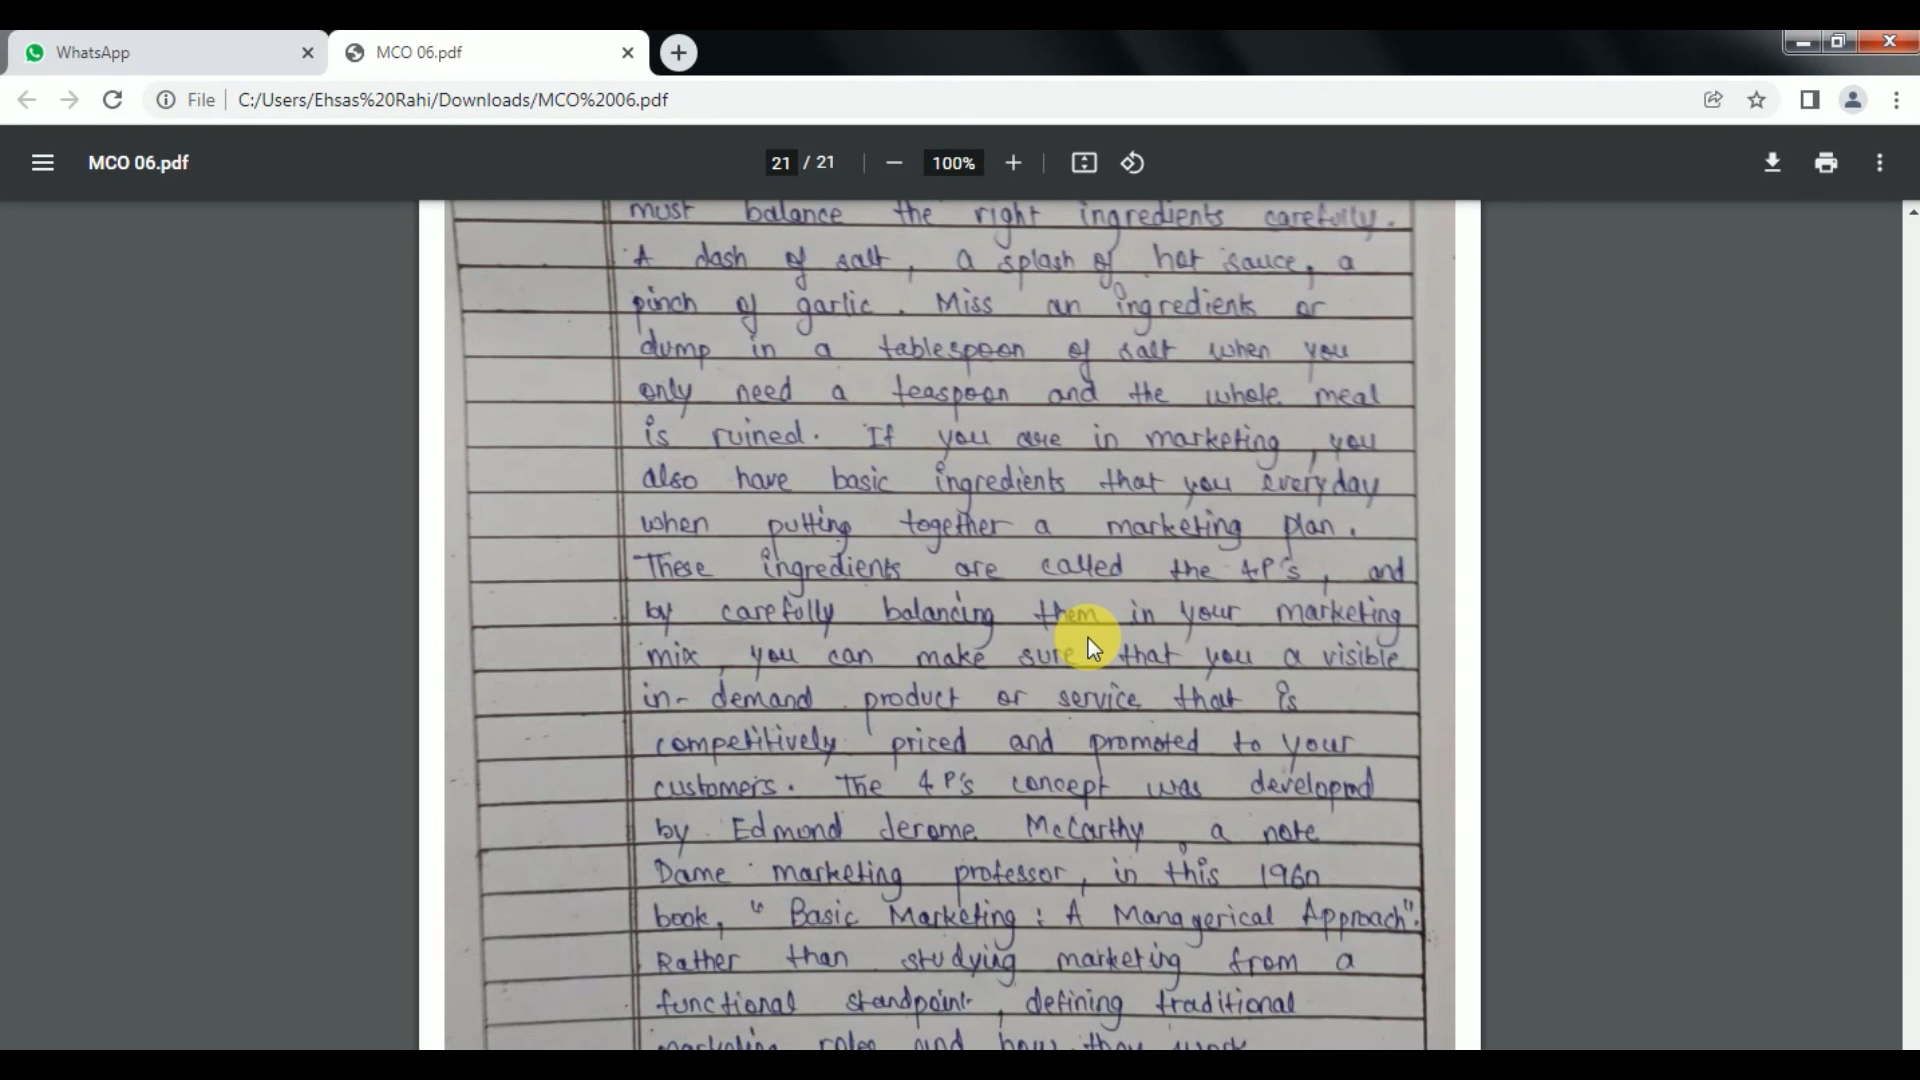 WhatsApp
MCO 06.pdf
File
C:/Users/Ehsas%20Rahi/Downloads/MCO%2006.pdf
MCO 06.pdf
21 / 21
100%
must balance the right ingredients carefully.
A dash of salt, a splash of hot sauce, a
pinch of garlic. Miss an ingredients or
dump in a tablespoon of salt when you
only need a teaspoon and the whole meal
is ruined. If you are in marketing, you
also have basic ingredients that you everyday
when putting together a marketing plan.
These ingredients are called the 4P's, and
by carefully balancing them in your marketing
mix, you can make sure that you a visible
in-demand product or service that is
competitively priced and promoted to your
customers. The 4 P's concept was developed
by Edmond Jerome McCarthy, a note
Dame marketing professor, in this 1960
book, "Basic Marketing: A Managerical Approach".
Rather than studying marketing from a
functional standpoint, defining traditional
marketing roles and how they work